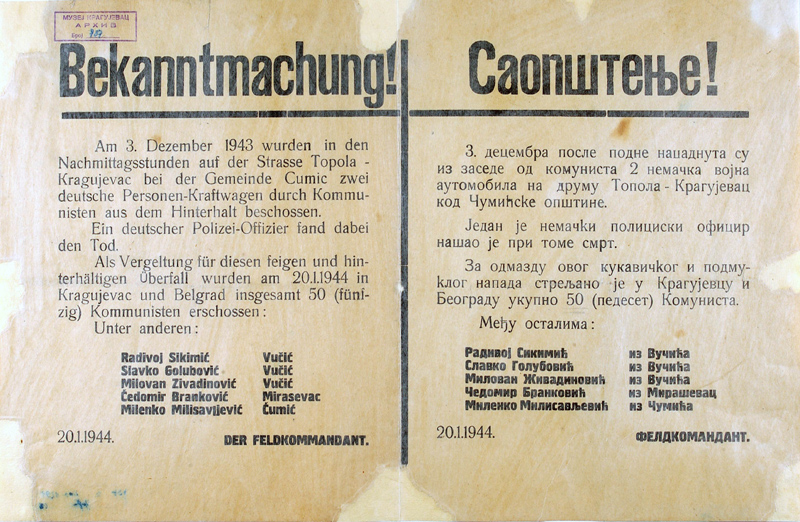 МУЗЕЈ КРАГУЈЕВАЦ
АРХИВ
Број
Bekanntmachung!
Am 3. Dezember 1943 wurden in den
Nachmittagsstunden auf der Strasse Topola -
Kragujevac bei der Gemeinde Cumic zwei
deutsche Personen-Kraftwagen durch Kommu-
nisten aus dem Hinterhalt beschossen.
Ein deutscher Polizei-Offizier fand dabei
den Tod.
Als Vergeltung für diesen feigen und hin-
terhältigen Überfall wurden am 20.1.1944 in
Kragujevac und Belgrad insgesamt 50 (fünf-
zig) Kommunisten erschossen:
Unter anderen:
Radivoj Sikimić Vučić
Slavko Golubović Vučić
Milovan Zivadinović Vučić
Čedomir Branković Mirasevac
Milenko Milisavljević Čumić
20.1.1944. DER FELDKOMMANDANT.
Саопштење!
3. децембра после подне нападнута су
из заседе од комуниста 2 немачка војна
аутомобила на друму Топола - Крагујевац
код Чумићске општине.
Један је немачки полициски официр
нашао је при томе смрт.
За одмазду овог кукавичког и подму-
клог напада стрељано је у Крагујевцу и
Београду укупно 50 (педесет) Комуниста.
Међу осталима:
Радивој Сикимић из Вучића
Славко Голубовић из Вучића
Милован Живадиновић из Вучића
Чедомир Бранковић из Мирашевац
Миленко Милисављевић из Чумића
20.1.1944. ФЕЛДКОМАНДАНТ.